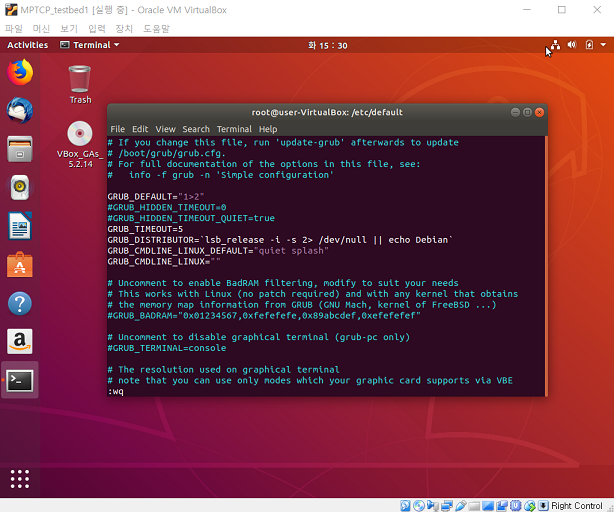 MPTCP_testbed1 [실행 중] - Oracle VM VirtualBox
파일 머신 보기 입력 장치 도움말
Activities Terminal 화 15 : 30
Trash
VBox_GAs_
5.2.14
root@user-VirtualBox: /etc/default
File Edit View Search Terminal Help
# If you change this file, run 'update-grub' afterwards to update
# /boot/grub/grub.cfg.
# For full documentation of the options in this file, see:
#   info -f grub -n 'Simple configuration'
GRUB_DEFAULT="1>2"
#GRUB_HIDDEN_TIMEOUT=0
#GRUB_HIDDEN_TIMEOUT_QUIET=true
GRUB_TIMEOUT=5
GRUB_DISTRIBUTOR=`lsb_release -i -s 2> /dev/null || echo Debian`
GRUB_CMDLINE_LINUX_DEFAULT="quiet splash"
GRUB_CMDLINE_LINUX=""
# Uncomment to enable BadRAM filtering, modify to suit your needs
# This works with Linux (no patch required) and with any kernel that obtains
# the memory map information from GRUB (GNU Mach, kernel of FreeBSD ...)
#GRUB_BADRAM="0x01234567,0xfefefefe,0x89abcdef,0xefefefef"
# Uncomment to disable graphical terminal (grub-pc only)
#GRUB_TERMINAL=console
# The resolution used on graphical terminal
# note that you can use only modes which your graphic card supports via VBE
:wq
Right Control